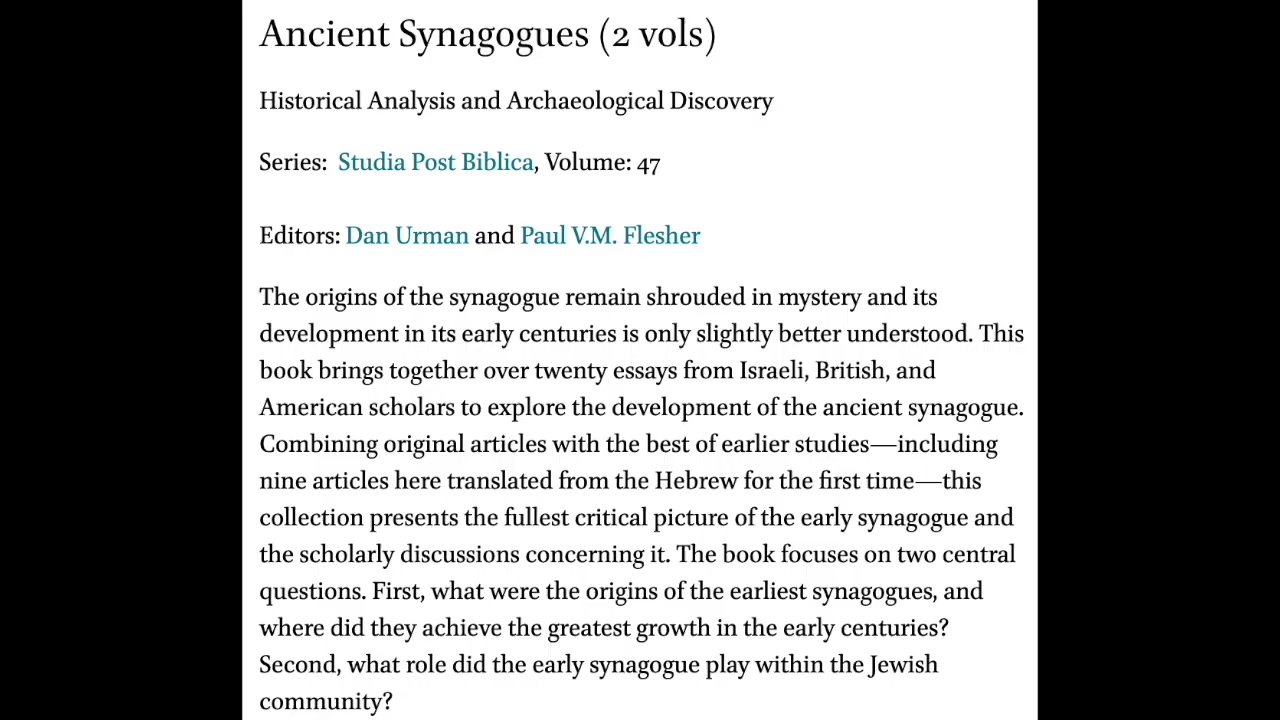 Ancient Synagogues (2 vols)
Historical Analysis and Archaeological Discovery
Series: Studia Post Biblica, Volume: 47
Editors: Dan Urman and Paul V.M. Flesher
The origins of the synagogue remain shrouded in mystery and its
development in its early centuries is only slightly better understood. This
book brings together over twenty essays from Israeli, British, and
American scholars to explore the development of the ancient synagogue.
Combining original articles with the best of earlier studies—including
nine articles here translated from the Hebrew for the first time—this
collection presents the fullest critical picture of the early synagogue and
the scholarly discussions concerning it. The book focuses on two central
questions. First, what were the origins of the earliest synagogues, and
where did they achieve the greatest growth in the early centuries?
Second, what role did the early synagogue play within the Jewish
community?